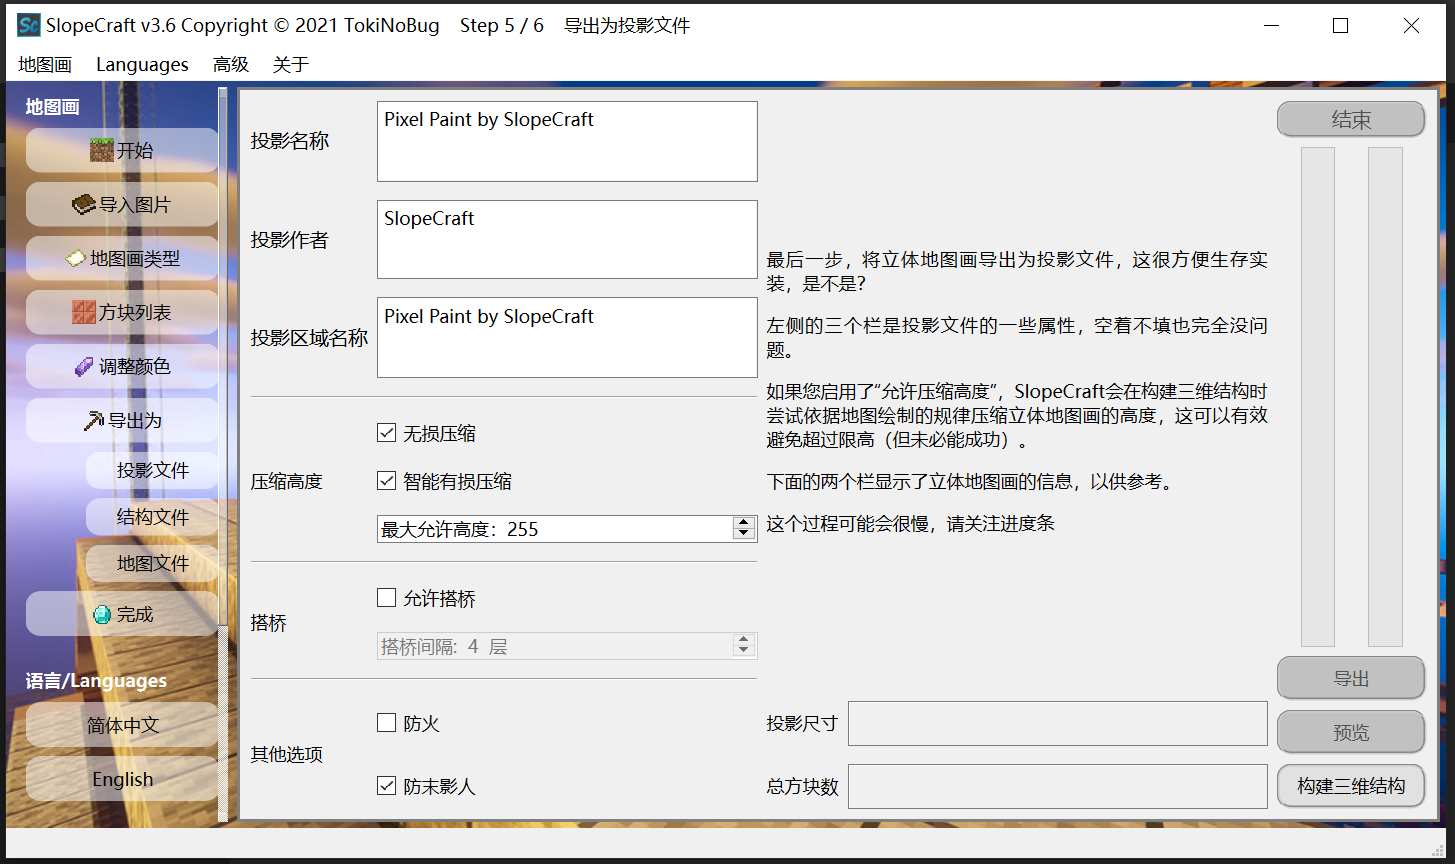 SlopeCraft v3.6 Copyright © 2021 TokiNoBug    Step 5 / 6    导出为投影文件
地图画 Languages 高级 关于
地图画
开始
导入图片
地图画类型
方块列表
调整颜色
导出为
投影文件
结构文件
地图文件
完成
语言/Languages
简体中文
English
投影名称
Pixel Paint by SlopeCraft
投影作者
SlopeCraft
投影区域名称
Pixel Paint by SlopeCraft
压缩高度
无损压缩
智能有损压缩
最大允许高度：255
搭桥
允许搭桥
搭桥间隔: 4 层
其他选项
防火
防末影人
最后一步，将立体地图画导出为投影文件，这很方便生存实
装，是不是？
左侧的三个栏是投影文件的一些属性，空着不填也完全没问
题。
如果您启用了“允许压缩高度”，SlopeCraft会在构建三维结构时
尝试依据地图绘制的规律压缩立体地图画的高度，这可以有效
避免超过限高（但未必能成功）。
下面的两个栏显示了立体地图画的信息，以供参考。
这个过程可能会很慢，请关注进度条
投影尺寸
总方块数
结束
导出
预览
构建三维结构
Sc